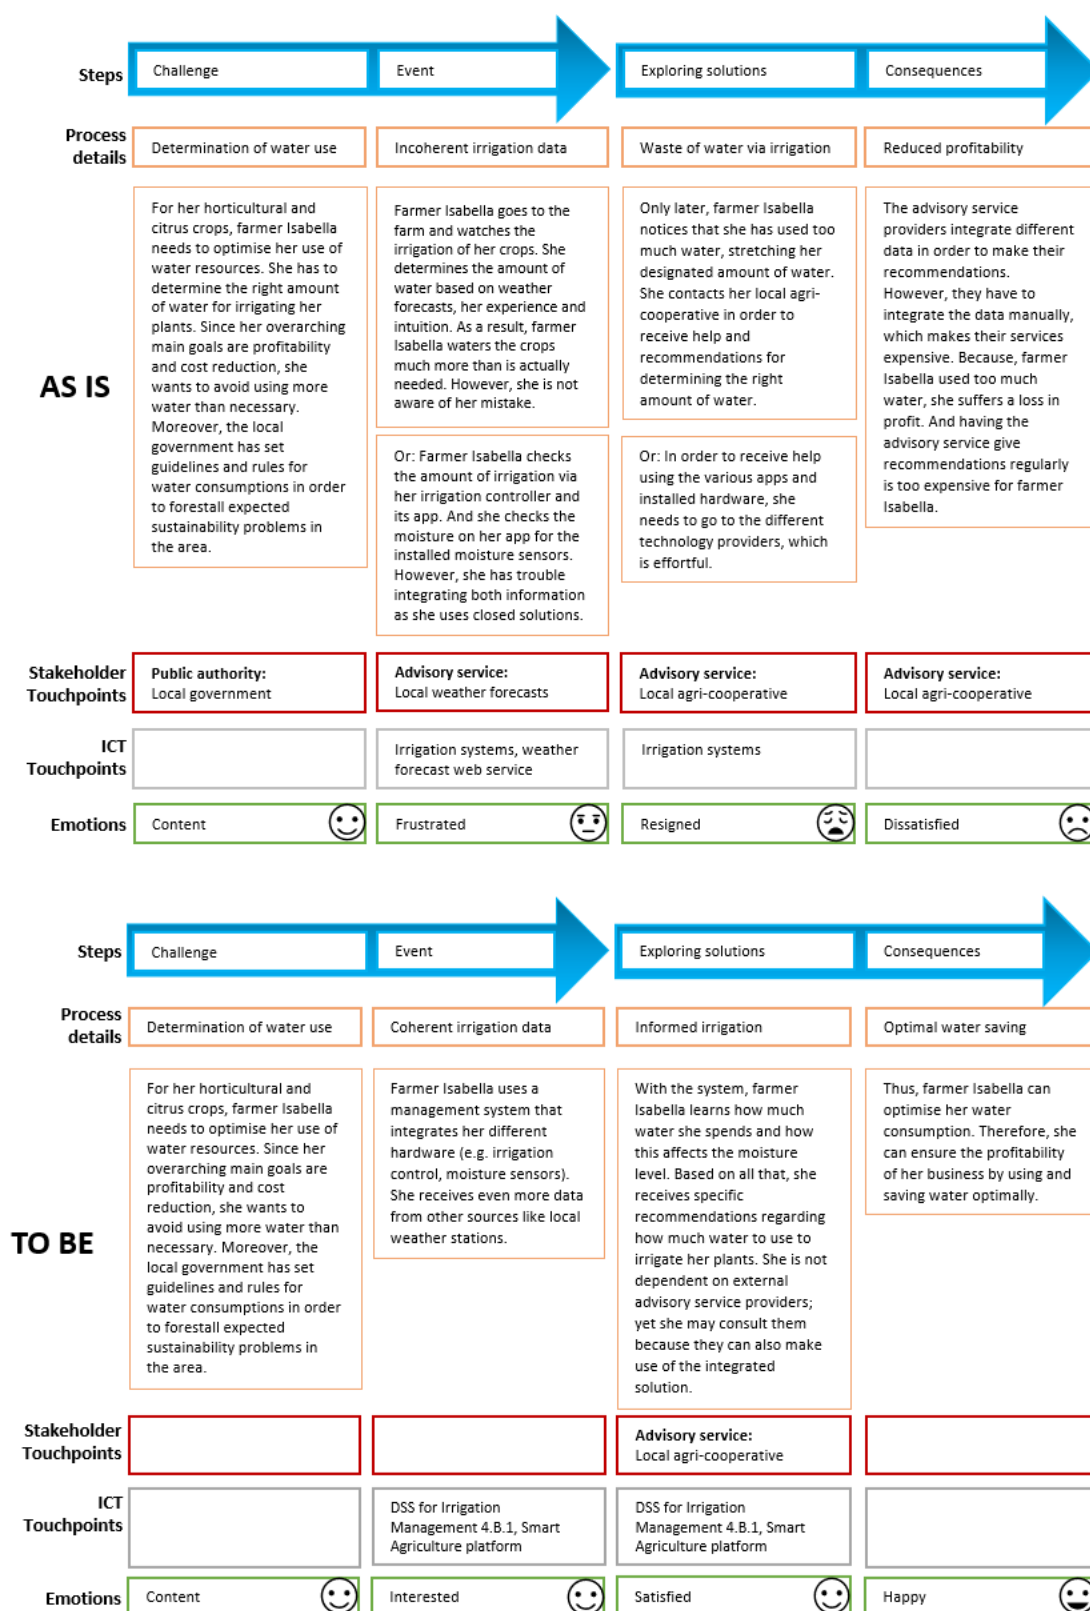 Steps
Challenge
Event
Exploring solutions
Consequences
Process
details
Determination of water use
Incoherent irrigation data
Waste of water via irrigation
Reduced profitability
AS IS
For her horticultural and
citrus crops, farmer Isabella
needs to optimise her use of
water resources. She has to
determine the right amount
of water for irrigating her
plants. Since her overarching
main goals are profitability
and cost reduction, she
wants to avoid using more
water than necessary.
Moreover, the local
government has set
guidelines and rules for
water consumptions in order
to forestall expected
sustainability problems in
the area.
Farmer Isabella goes to the
farm and watches the
irrigation of her crops. She
determines the amount of
water based on weather
forecasts, her experience and
intuition. As a result, farmer
Isabella waters the crops
much more than is actually
needed. However, she is not
aware of her mistake.
Or: Farmer Isabella checks
the amount of irrigation via
her irrigation controller and
its app. And she checks the
moisture on her app for the
installed moisture sensors.
However, she has trouble
integrating both information
as she uses closed solutions.
Only later, farmer Isabella
notices that she has used too
much water, stretching her
designated amount of water.
She contacts her local agri-
cooperative in order to
receive help and
recommendations for
determining the right
amount of water.
Or: In order to receive help
using the various apps and
installed hardware, she
needs to go to the different
technology providers, which
is effortful.
The advisory service
providers integrate different
data in order to make their
recommendations.
However, they have to
integrate the data manually,
which makes their services
expensive. Because, farmer
Isabella used too much
water, she suffers a loss in
profit. And having the
advisory service give
recommendations regularly
is too expensive for farmer
Isabella.
Stakeholder
Touchpoints
Public authority:
Local government
Advisory service:
Local weather forecasts
Advisory service:
Local agri-cooperative
Advisory service:
Local agri-cooperative
ICT
Touchpoints
Irrigation systems, weather
forecast web service
Irrigation systems
Emotions
Content
Frustrated
Resigned
Dissatisfied
Steps
Challenge
Event
Exploring solutions
Consequences
Process
details
Determination of water use
Coherent irrigation data
Informed irrigation
Optimal water saving
TO BE
For her horticultural and
citrus crops, farmer Isabella
needs to optimise her use of
water resources. Since her
overarching main goals are
profitability and cost
reduction, she wants to
avoid using more water than
necessary. Moreover, the
local government has set
guidelines and rules for
water consumptions in order
to forestall expected
sustainability problems in
the area.
Farmer Isabella uses a
management system that
integrates her different
hardware (e.g. irrigation
control, moisture sensors).
She receives even more data
from other sources like local
weather stations.
With the system, farmer
Isabella learns how much
water she spends and how
this affects the moisture
level. Based on all that, she
receives specific
recommendations regarding
how much water to use to
irrigate her plants. She is not
dependent on external
advisory service providers;
yet she may consult them
because they can also make
use of the integrated
solution.
Thus, farmer Isabella can
optimise her water
consumption. Therefore, she
can ensure the profitability
of her business by using and
saving water optimally.
Stakeholder
Touchpoints
Advisory service:
Local agri-cooperative
ICT
Touchpoints
DSS for Irrigation
Management 4.B.1, Smart
Agriculture platform
DSS for Irrigation
Management 4.B.1, Smart
Agriculture platform
Emotions
Content
Interested
Satisfied
Happy